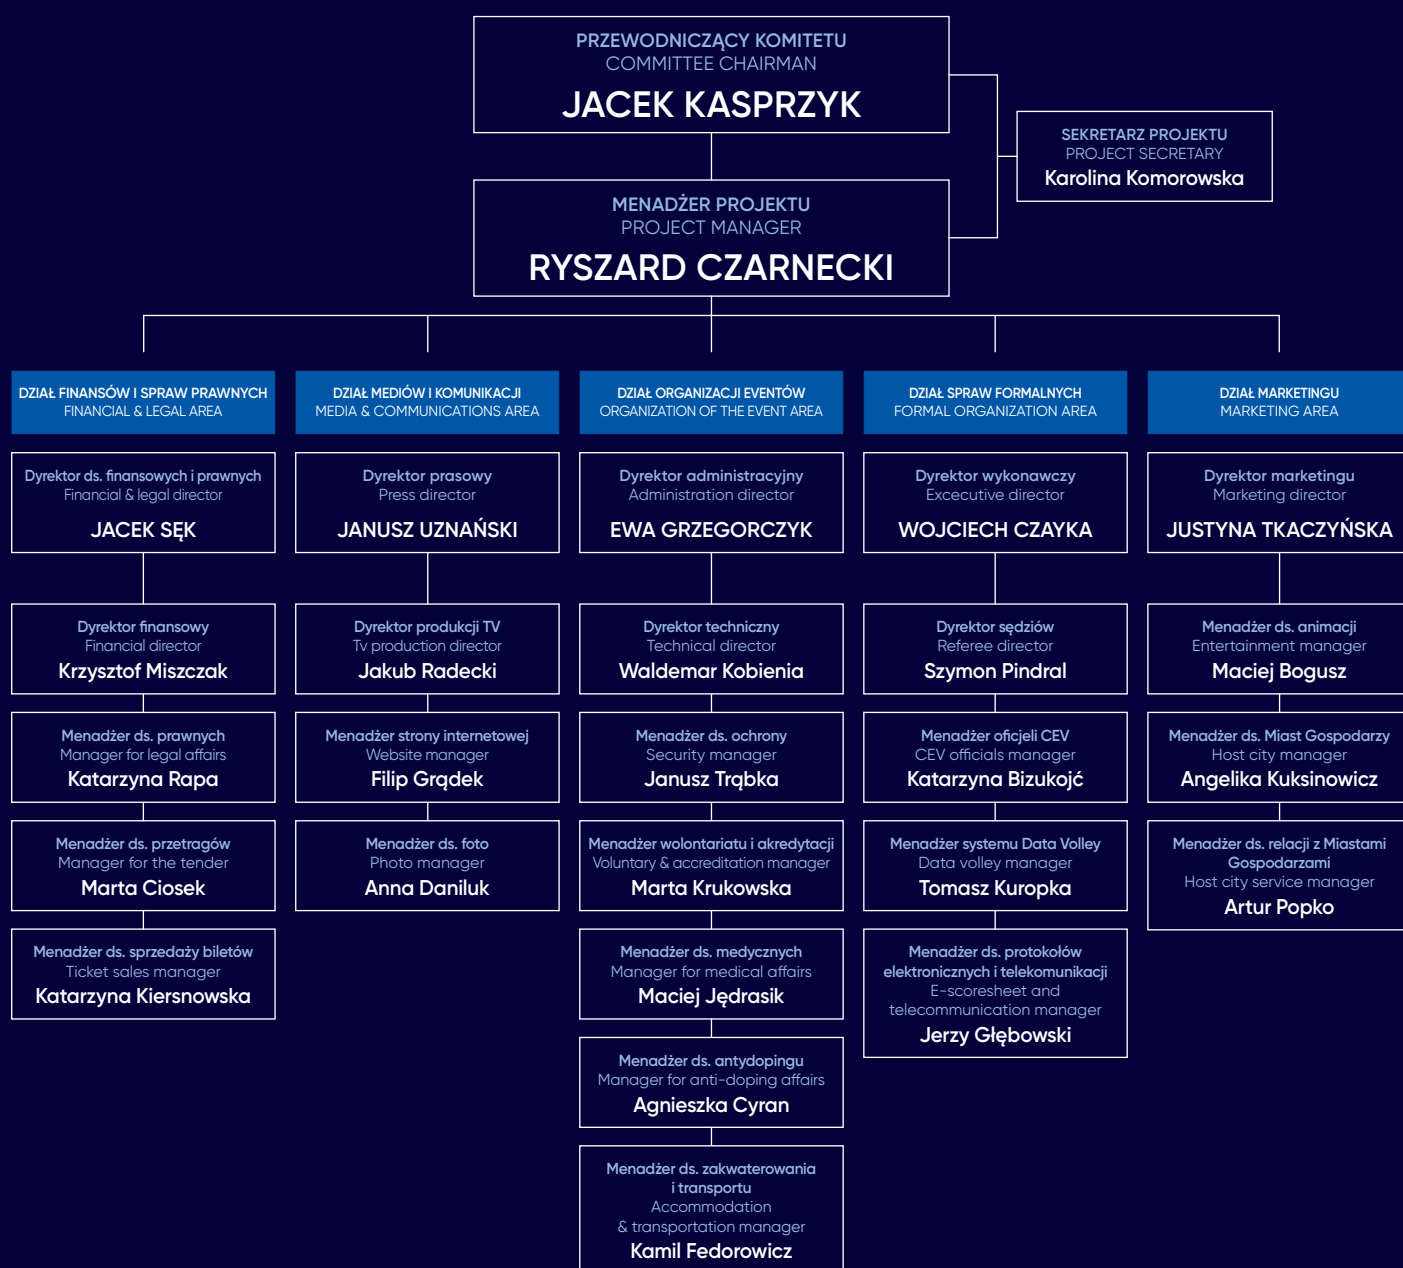 PRZEWODNICZĄCY KOMITETU
COMMITTEE CHAIRMAN
JACEK KASPRZYK
SEKRETARZ PROJEKTU
PROJECT SECRETARY
Karolina Komorowska
MENADŻER PROJEKTU
PROJECT MANAGER
RYSZARD CZARNECKI
DZIAŁ FINANSÓW I SPRAW PRAWNYCH
FINANCIAL & LEGAL AREA
Dyrektor ds. finansowych i prawnych
Financial & legal director
JACEK SĘK
Dyrektor finansowy
Financial director
Krzysztof Miszczak
Menadżer ds. prawnych
Manager for legal affairs
Katarzyna Rapa
Menadżer ds. przetragów
Manager for the tender
Marta Ciosek
Menadżer ds. sprzedaży biletów
Ticket sales manager
Katarzyna Kiersnowska
DZIAŁ MEDIÓW I KOMUNIKACJI
MEDIA & COMMUNICATIONS AREA
Dyrektor prasowy
Press director
JANUSZ UZNAŃSKI
Dyrektor produkcji TV
Tv production director
Jakub Radecki
Menadżer strony internetowej
Website manager
Filip Grądek
Menadżer ds. foto
Photo manager
Anna Daniluk
DZIAŁ ORGANIZACJI EVENTÓW
ORGANIZATION OF THE EVENT AREA
Dyrektor administracyjny
Administration director
EWA GRZEGORCZYK
Dyrektor techniczny
Technical director
Waldemar Kobienia
Menadżer ds. ochrony
Security manager
Janusz Trąbka
Menadżer wolontariatu i akredytacji
Voluntary & accreditation manager
Marta Krukowska
Menadżer ds. medycznych
Manager for medical affairs
Maciej Jędrasik
Menadżer ds. antydopingu
Manager for anti-doping affairs
Agnieszka Cyran
Menadżer ds. zakwaterowania
i transportu
Accommodation
& transportation manager
Kamil Fedorowicz
DZIAŁ SPRAW FORMALNYCH
FORMAL ORGANIZATION AREA
Dyrektor wykonawczy
Excecutive director
WOJCIECH CZAYKA
Dyrektor sędziów
Referee director
Szymon Pindral
Menadżer oficjeli CEV
CEV officials manager
Katarzyna Bizukojć
Menadżer systemu Data Volley
Data volley manager
Tomasz Kuropka
Menadżer ds. protokołów
elektronicznych i telekomunikacji
E-scoresheet and
telecommunication manager
Jerzy Głębowski
DZIAŁ MARKETINGU
MARKETING AREA
Dyrektor marketingu
Marketing director
JUSTYNA TKACZYŃSKA
Menadżer ds. animacji
Entertainment manager
Maciej Bogusz
Menadżer ds. Miast Gospodarzy
Host city manager
Angelika Kuksinowicz
Menadżer ds. relacji z Miastami
Gospodarzami
Host city service manager
Artur Popko